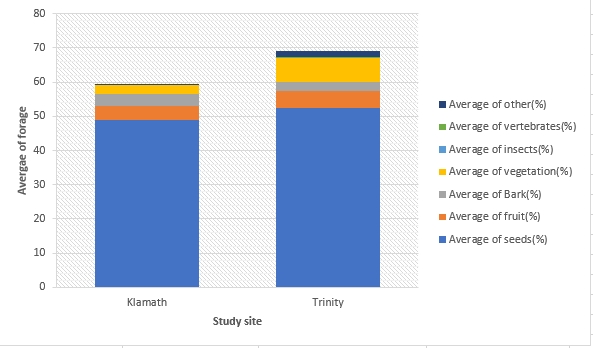 80
70
60
50
40
30
20
10
0
Avergae of forage
Klamath
Trinity
Study site
Average of other(%)
Average of vertebrates(%)
Average of insects(%)
Average of vegetation(%)
Average of Bark(%)
Average of fruit(%)
Average of seeds(%)